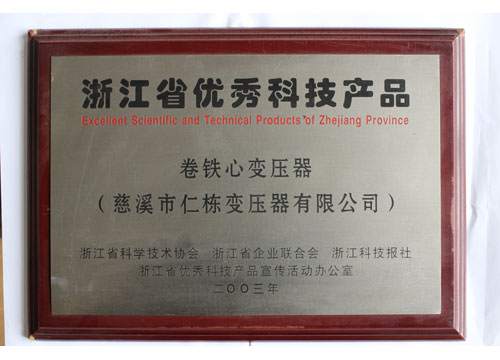 浙江省优秀科技产品
Excellent Scientific and Technical Products of Zhejiang Province
卷铁心变压器
（慈溪市仁栋变压器有限公司）
浙江省科学技术协会 浙江省企业联合会 浙江科技报社
浙江省优秀科技产品宣传活动办公室
二〇〇三年